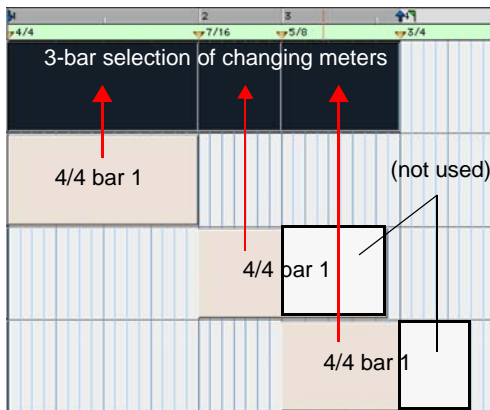 2 3
4/4 7/16 5/8 3/4
3-bar selection of changing meters
4/4 bar 1
(not used)
4/4 bar 1
4/4 bar 1